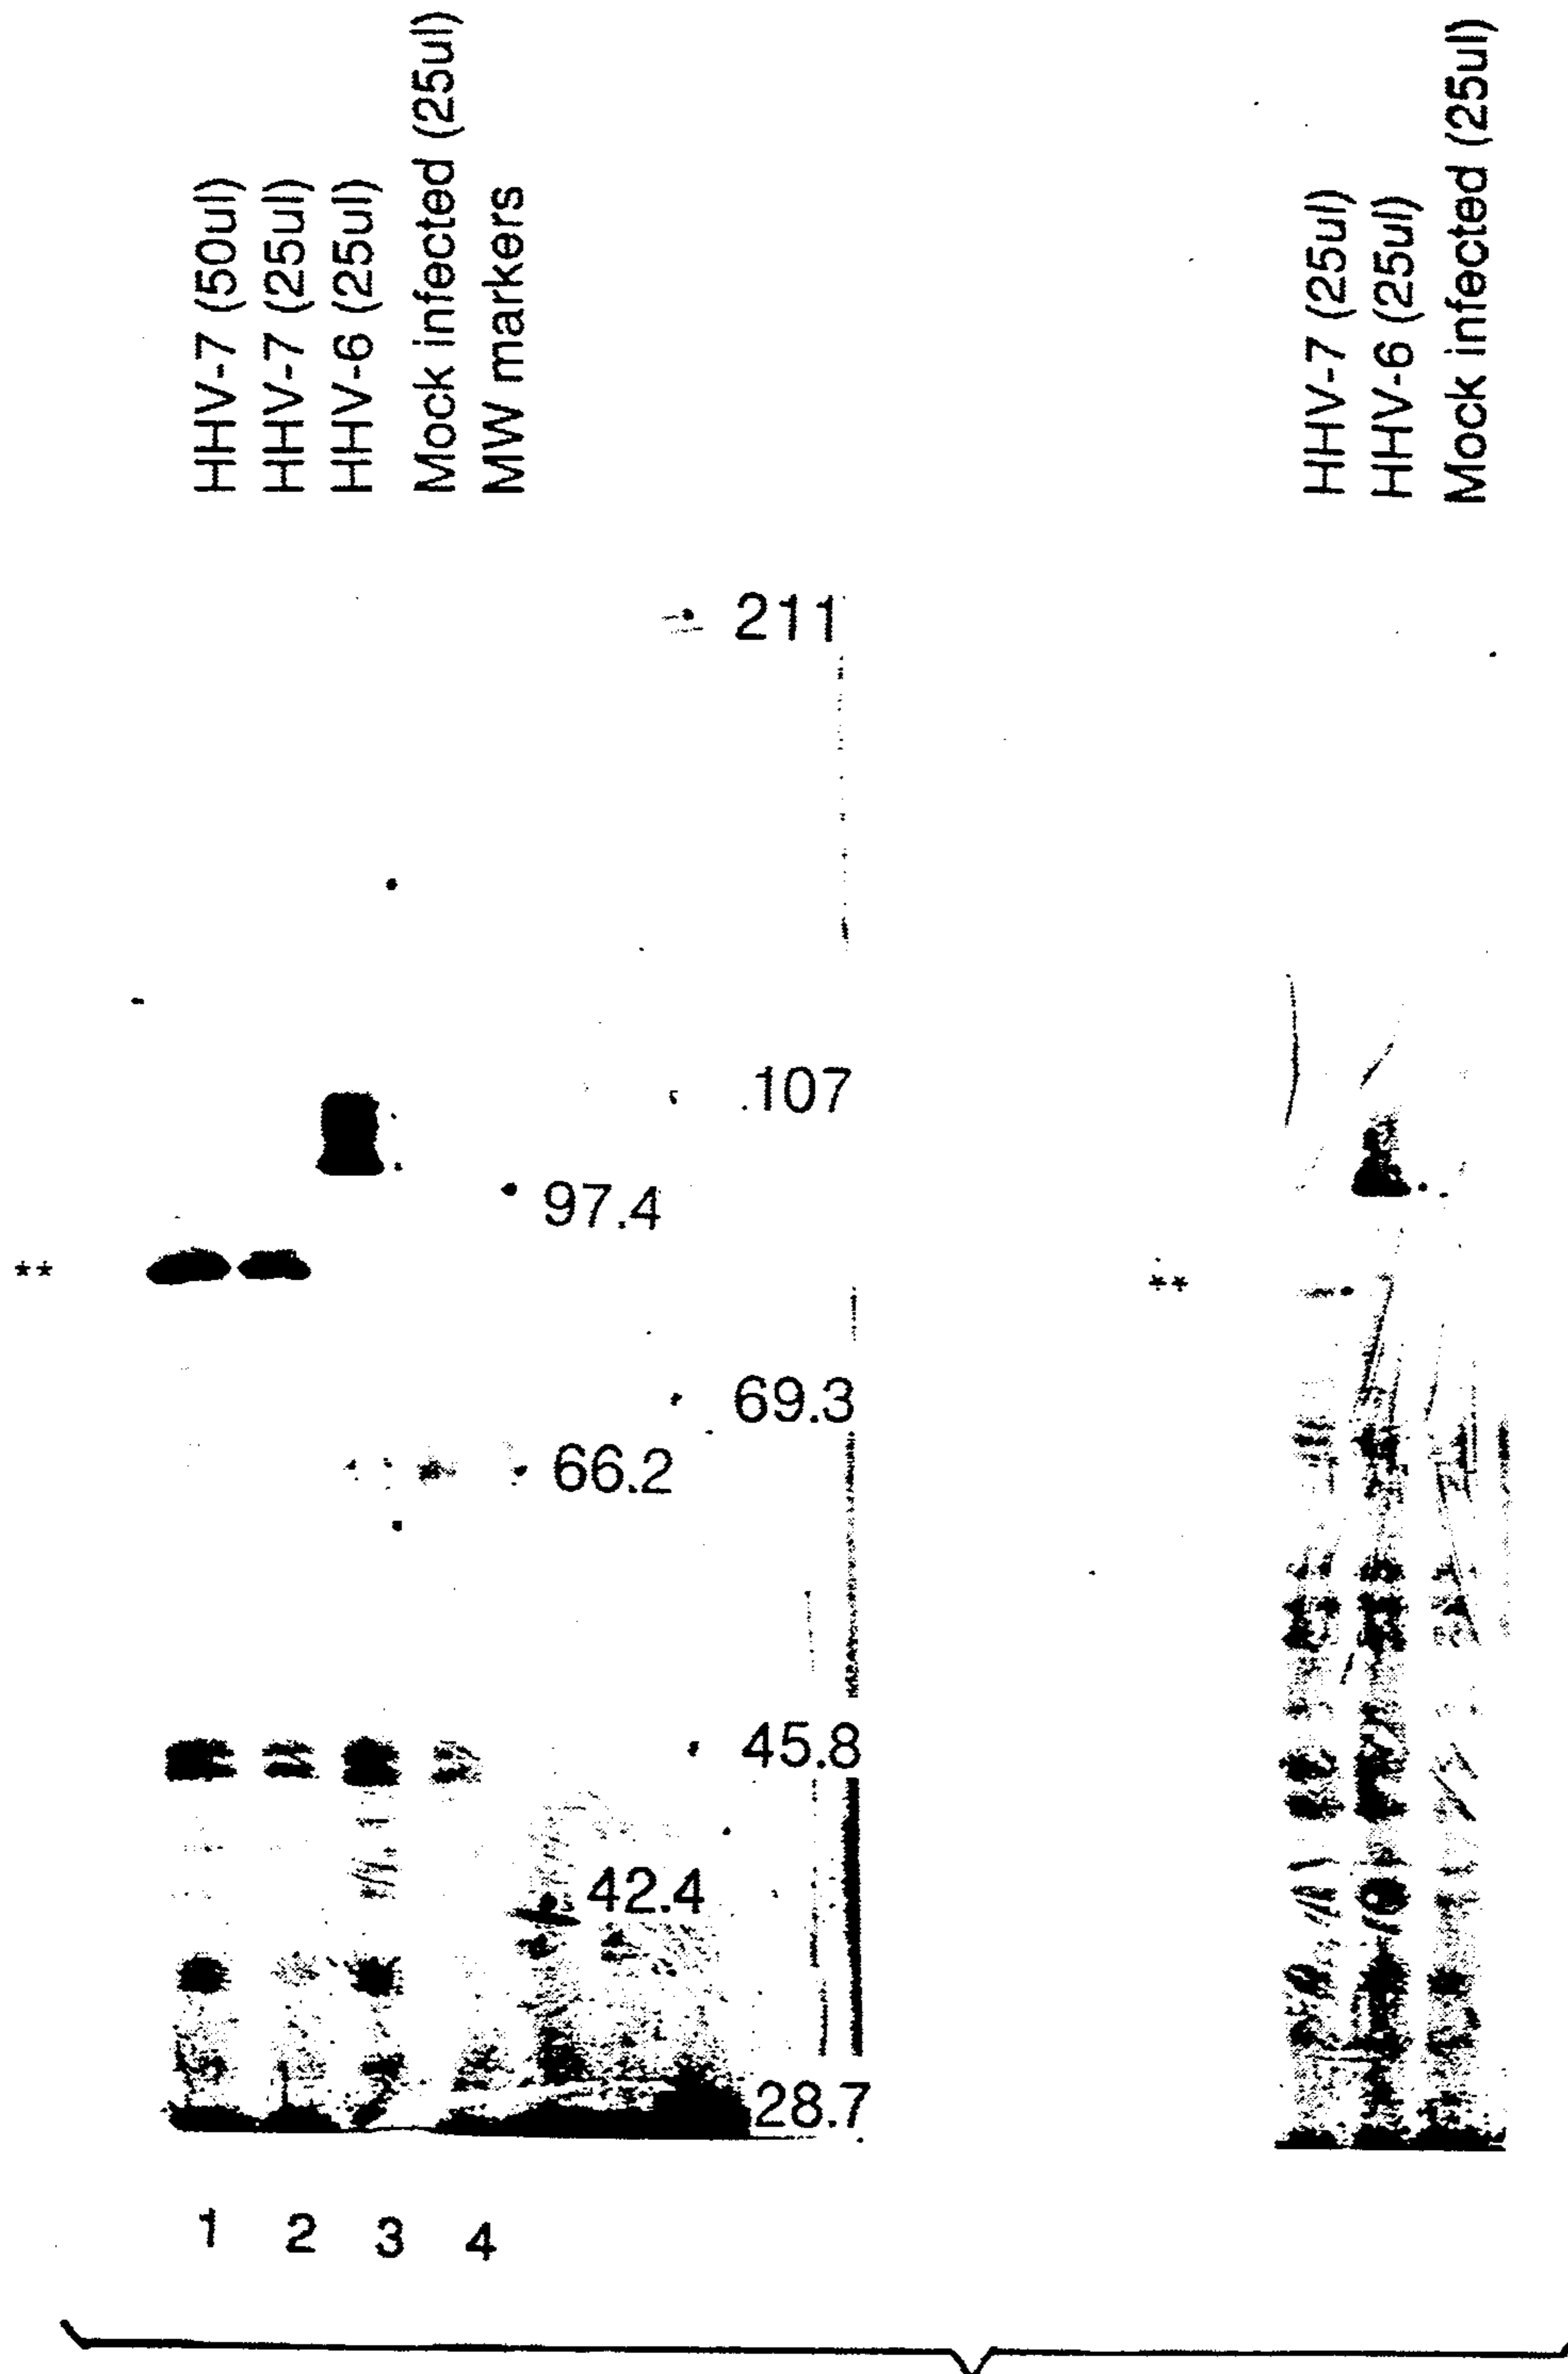 HHV-7 (50ul)
HHV-7 (25ul)
HHV-6 (25ul)
Mock infected (25ul)
MW markers
HHV-7 (25ul)
HHV-6 (25ul)
Mock infected (25ul)
211
.107
97.4
**
**
69.3
66.2
45.8
42.4
28.7
1 2 3 4